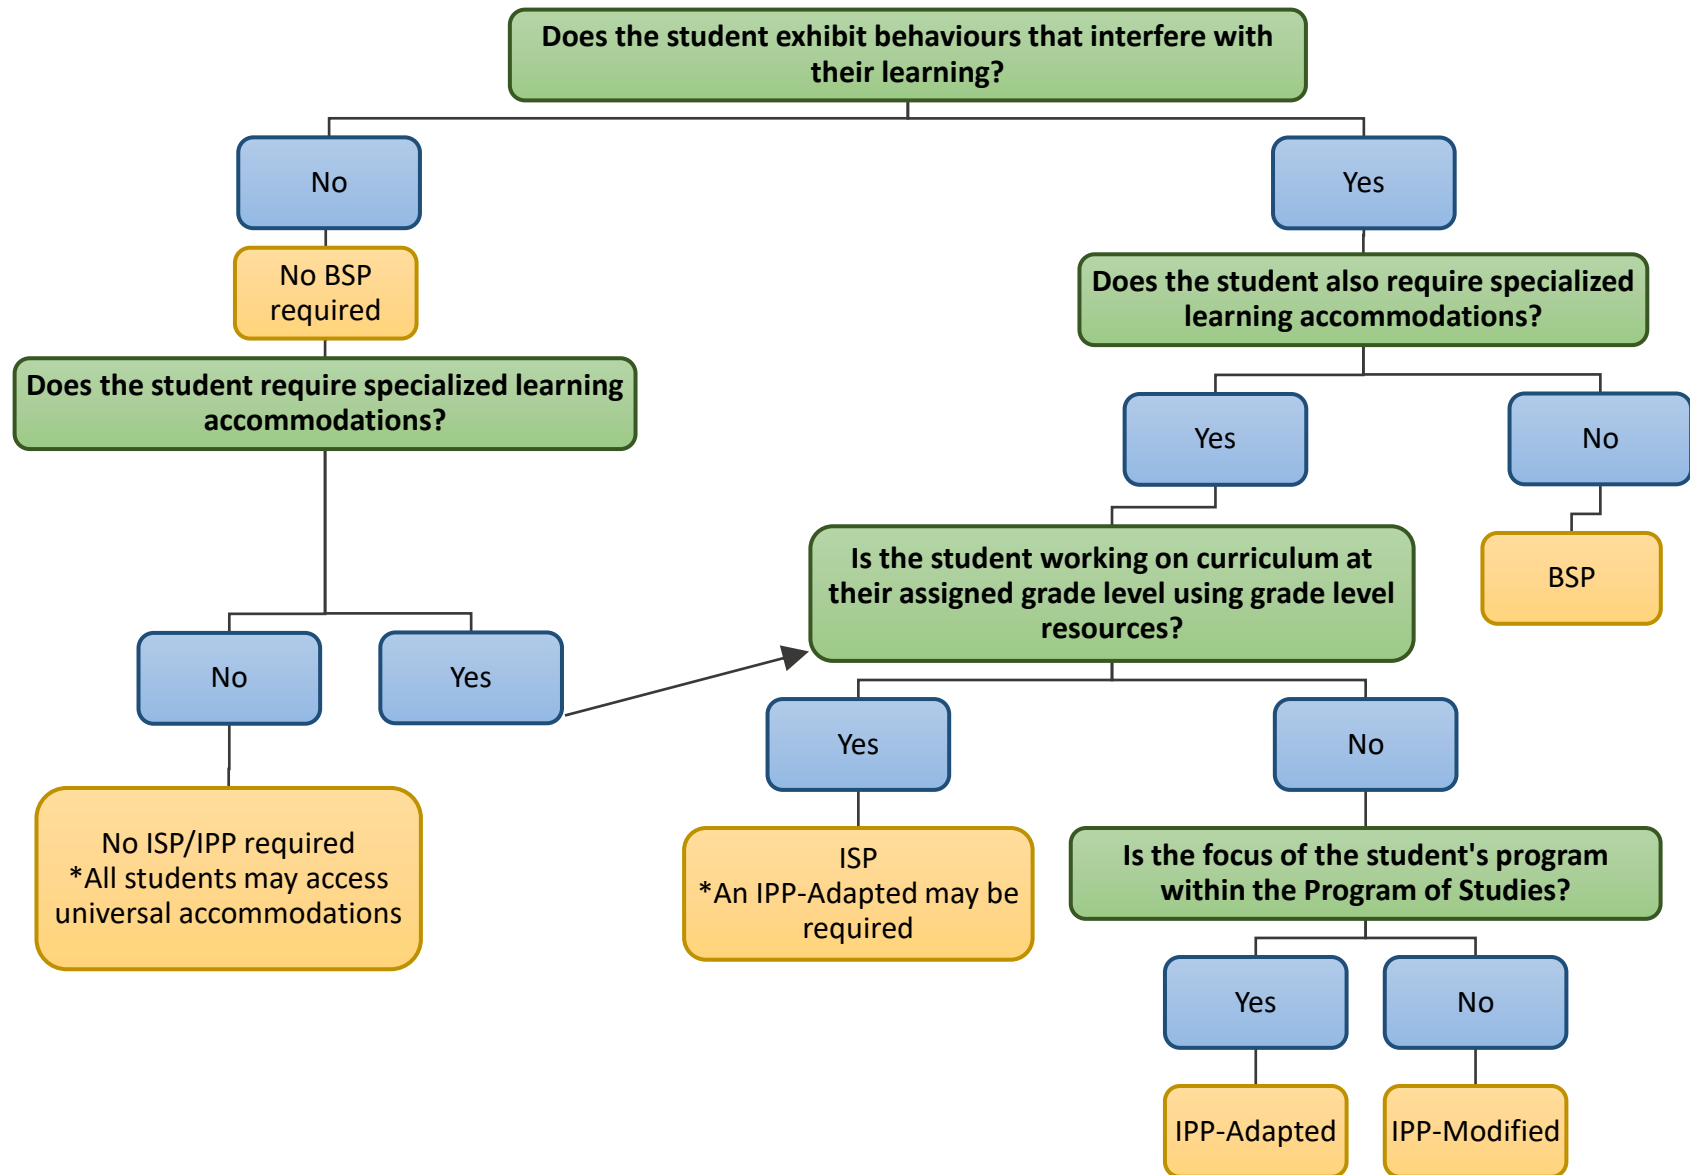 Does the student exhibit behaviours that interfere with
their learning?
No
Yes
No BSP
required
Does the student also require specialized
learning accommodations?
Does the student require specialized learning
accommodations?
Yes
No
Is the student working on curriculum at
their assigned grade level using grade level
resources?
BSP
No
Yes
Yes
No
No ISP/IPP required
*All students may access
universal accommodations
ISP
*An IPP-Adapted may be
required
Is the focus of the student's program
within the Program of Studies?
Yes
No
IPP-Adapted
IPP-Modified